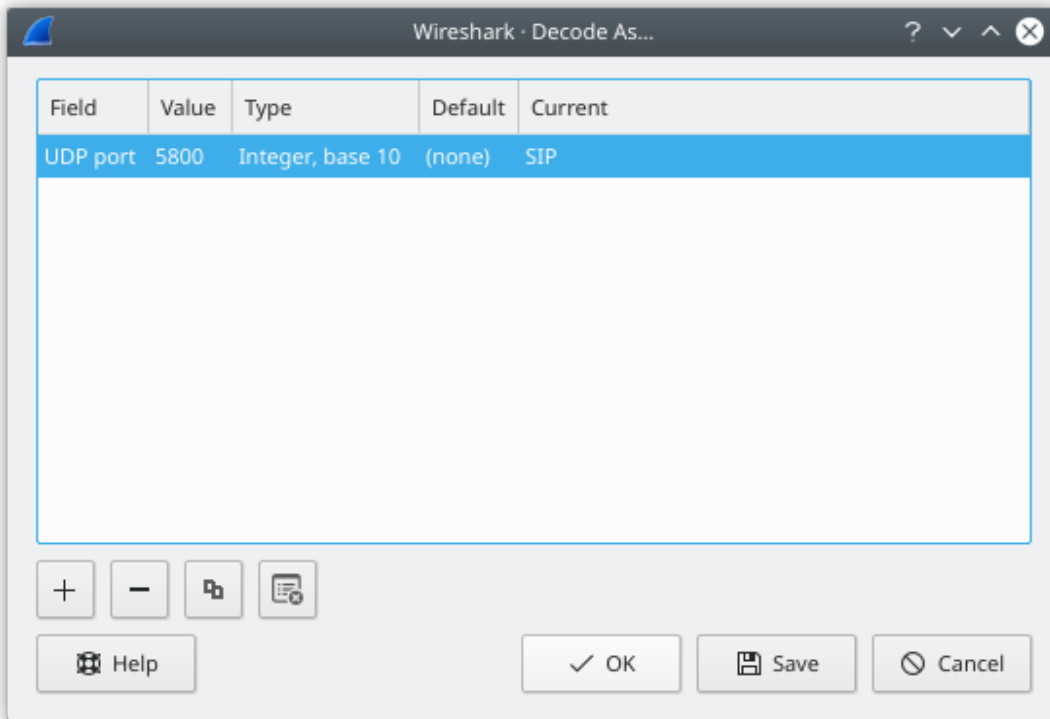 Wireshark · Decode As...
Field Value Type Default Current
UDP port 5800 Integer, base 10 (none) SIP
Help OK Save Cancel